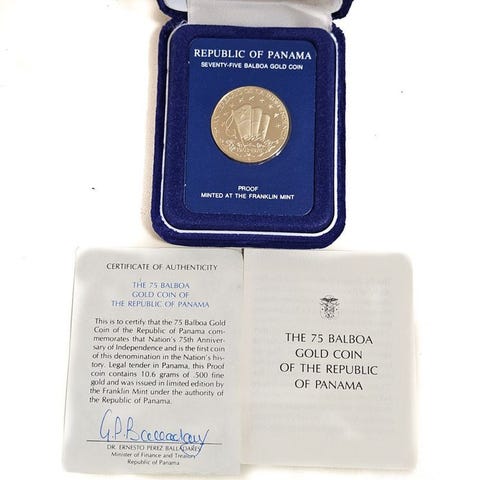 REPUBLIC OF PANAMA
SEVENTY-FIVE BALBOA GOLD COIN
PROOF
MINTED AT THE FRANKLIN MINT
CERTIFICATE OF AUTHENTICITY
THE 75 BALBOA
GOLD COIN OF
THE REPUBLIC OF PANAMA
This is to certify that the 75 Balboa Gold
Coin of the Republic of Panama com-
memorates that Nation's 75th Anniver-
sary of Independence and is the first coin
of this denomination in the Nation's his-
tory. Legal tender in Panama, this Proof
coin contains 10.6 grams of .500 fine
gold and was issued in limited edition by
the Franklin Mint under the authority of
the Republic of Panama.
DR. ERNESTO PEREZ BALLADARES
Minister of Finance and Treasury
Republic of Panama
THE 75 BALBOA
GOLD COIN
OF THE REPUBLIC
OF PANAMA